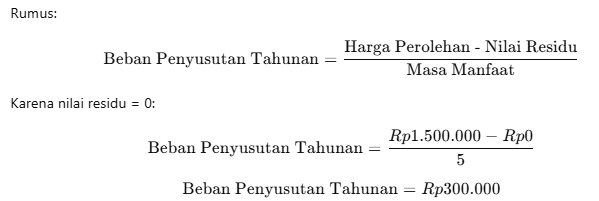 Rumus:
Beban Penyusutan Tahunan = Harga Perolehan - Nilai Residu / Masa Manfaat
Karena nilai residu = 0:
Beban Penyusutan Tahunan = Rp1.500.000 − Rp0 / 5
Beban Penyusutan Tahunan = Rp300.000